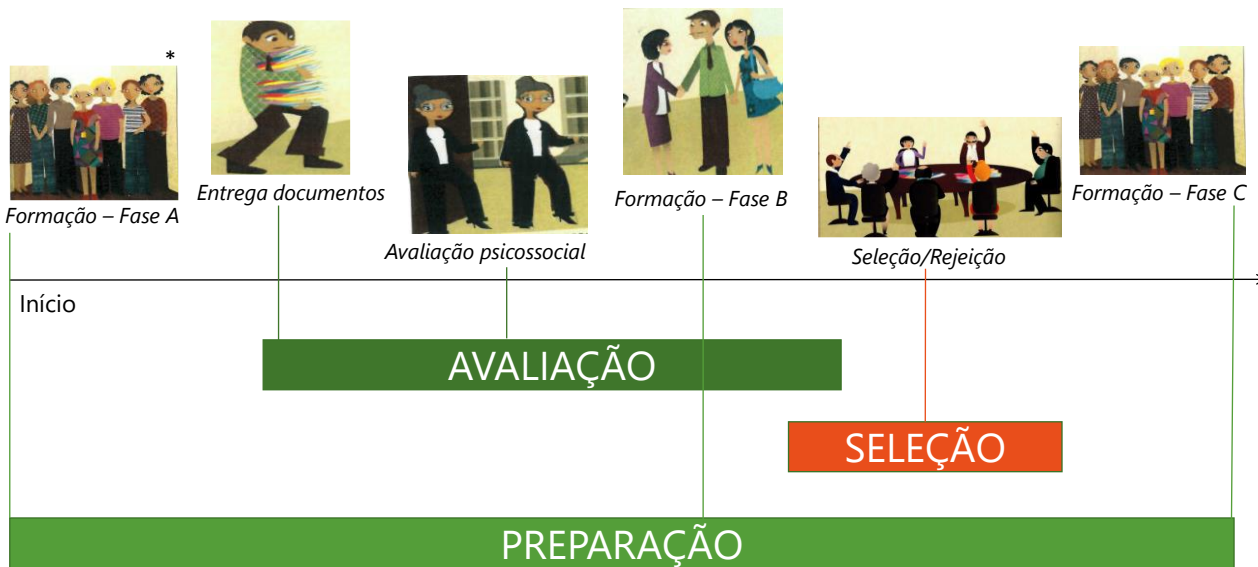 *
Formação – Fase A
Entrega documentos
Avaliação psicossocial
Formação – Fase B
Seleção/Rejeição
Formação – Fase C
Início
AVALIAÇÃO
SELEÇÃO
PREPARAÇÃO